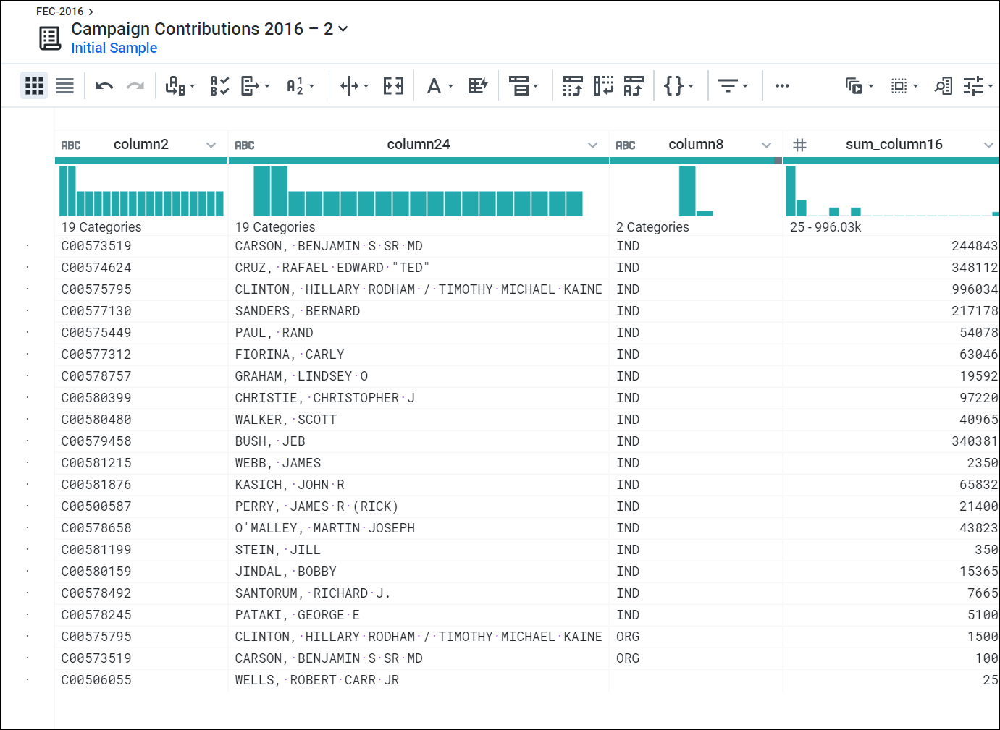 FEC-2016
Campaign Contributions 2016 – 2
Initial Sample
ABC column2 ABC column24 ABC column8 # sum_column16
19 Categories 19 Categories 2 Categories 25 - 996.03k
C00573519 CARSON, BENJAMIN S SR MD IND 244843
C00574624 CRUZ, RAFAEL EDWARD "TED" IND 348112
C00575795 CLINTON, HILLARY RODHAM / TIMOTHY MICHAEL KAINE IND 996034
C00577130 SANDERS, BERNARD IND 217178
C00575449 PAUL, RAND IND 54078
C00577312 FIORINA, CARLY IND 63046
C00578757 GRAHAM, LINDSEY O IND 19592
C00580399 CHRISTIE, CHRISTOPHER J IND 97220
C00580480 WALKER, SCOTT IND 40965
C00579458 BUSH, JEB IND 340381
C00581215 WEBB, JAMES IND 2350
C00581876 KASICH, JOHN R IND 65832
C00500587 PERRY, JAMES R (RICK) IND 21400
C00578658 O'MALLEY, MARTIN JOSEPH IND 43823
C00581199 STEIN, JILL IND 350
C00580159 JINDAL, BOBBY IND 15365
C00578492 SANTORUM, RICHARD J. IND 7665
C00578245 PATAKI, GEORGE E IND 5100
C00575795 CLINTON, HILLARY RODHAM / TIMOTHY MICHAEL KAINE ORG 1500
C00573519 CARSON, BENJAMIN S SR MD ORG 100
C00506055 WELLS, ROBERT CARR JR 25